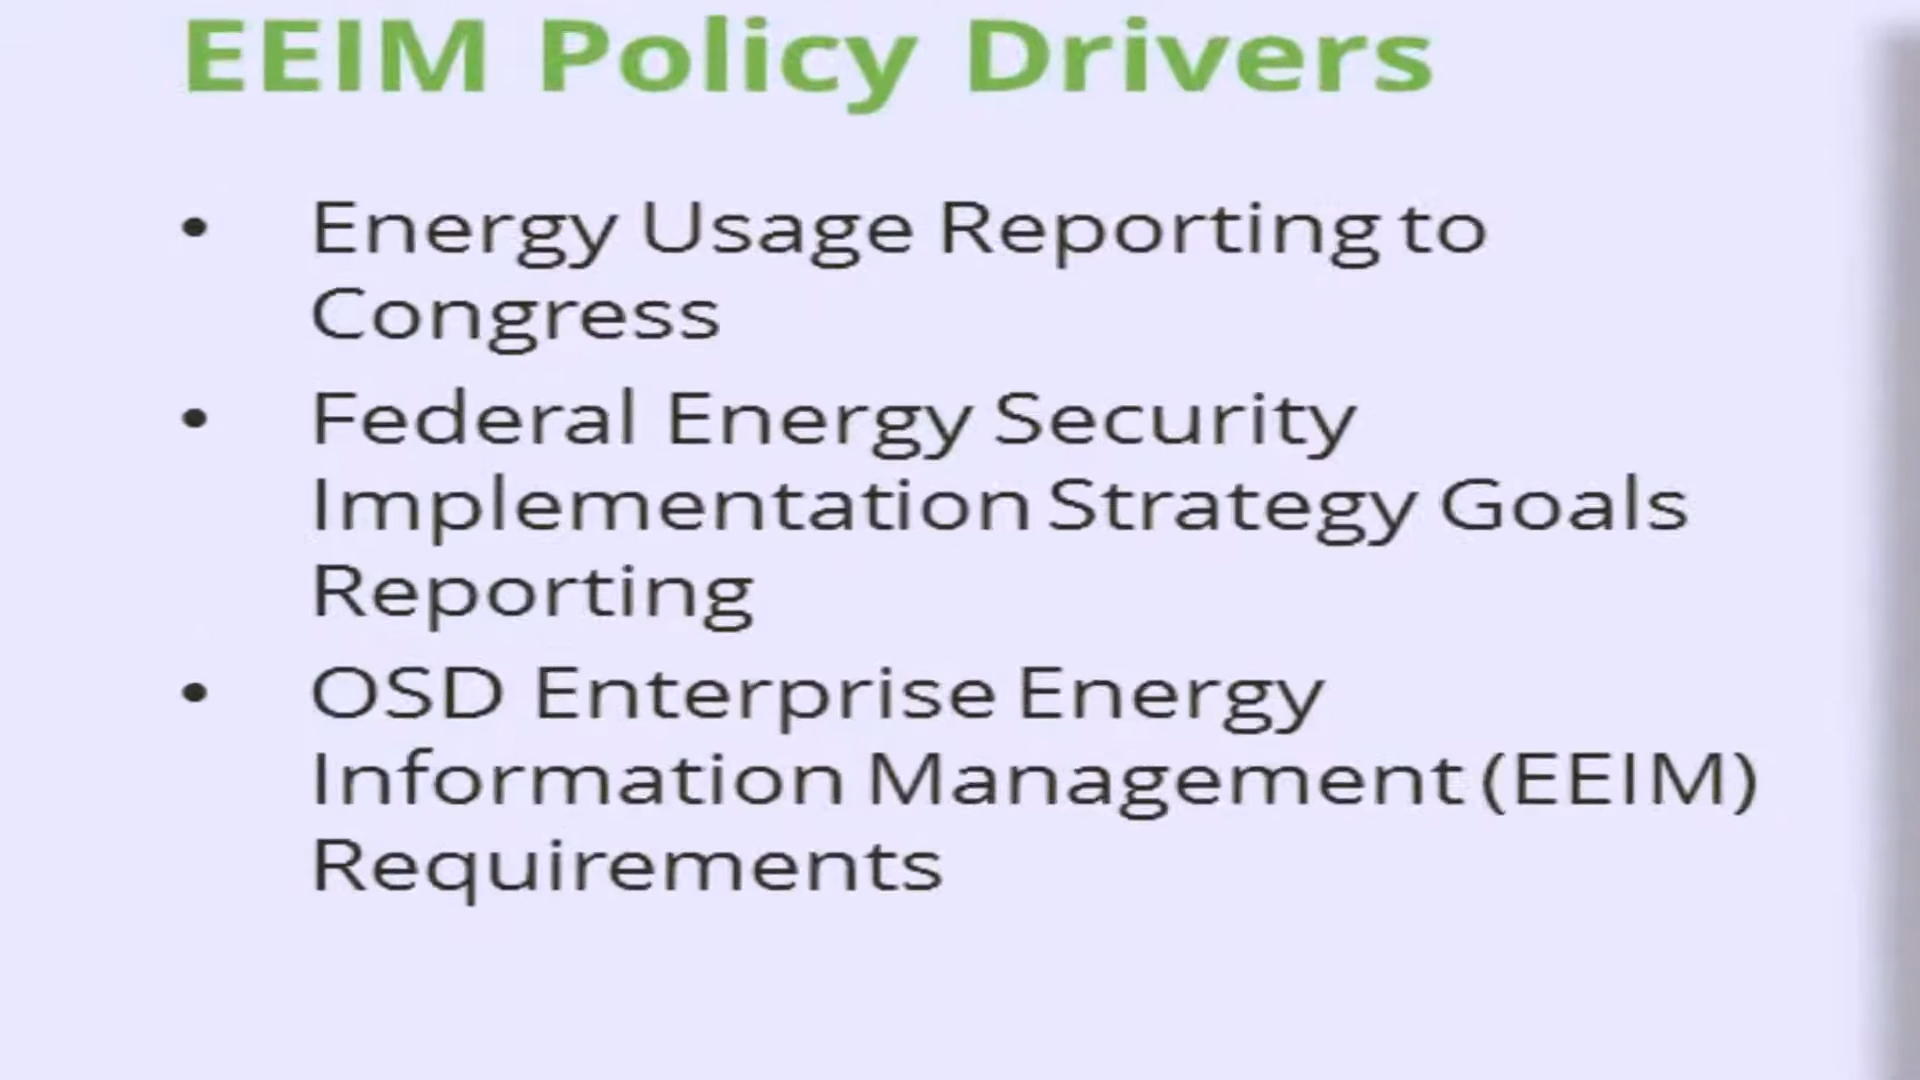 EEIM Policy Drivers
• Energy Usage Reporting to
Congress
• Federal Energy Security
Implementation Strategy Goals
Reporting
• OSD Enterprise Energy
Information Management (EEIM)
Requirements